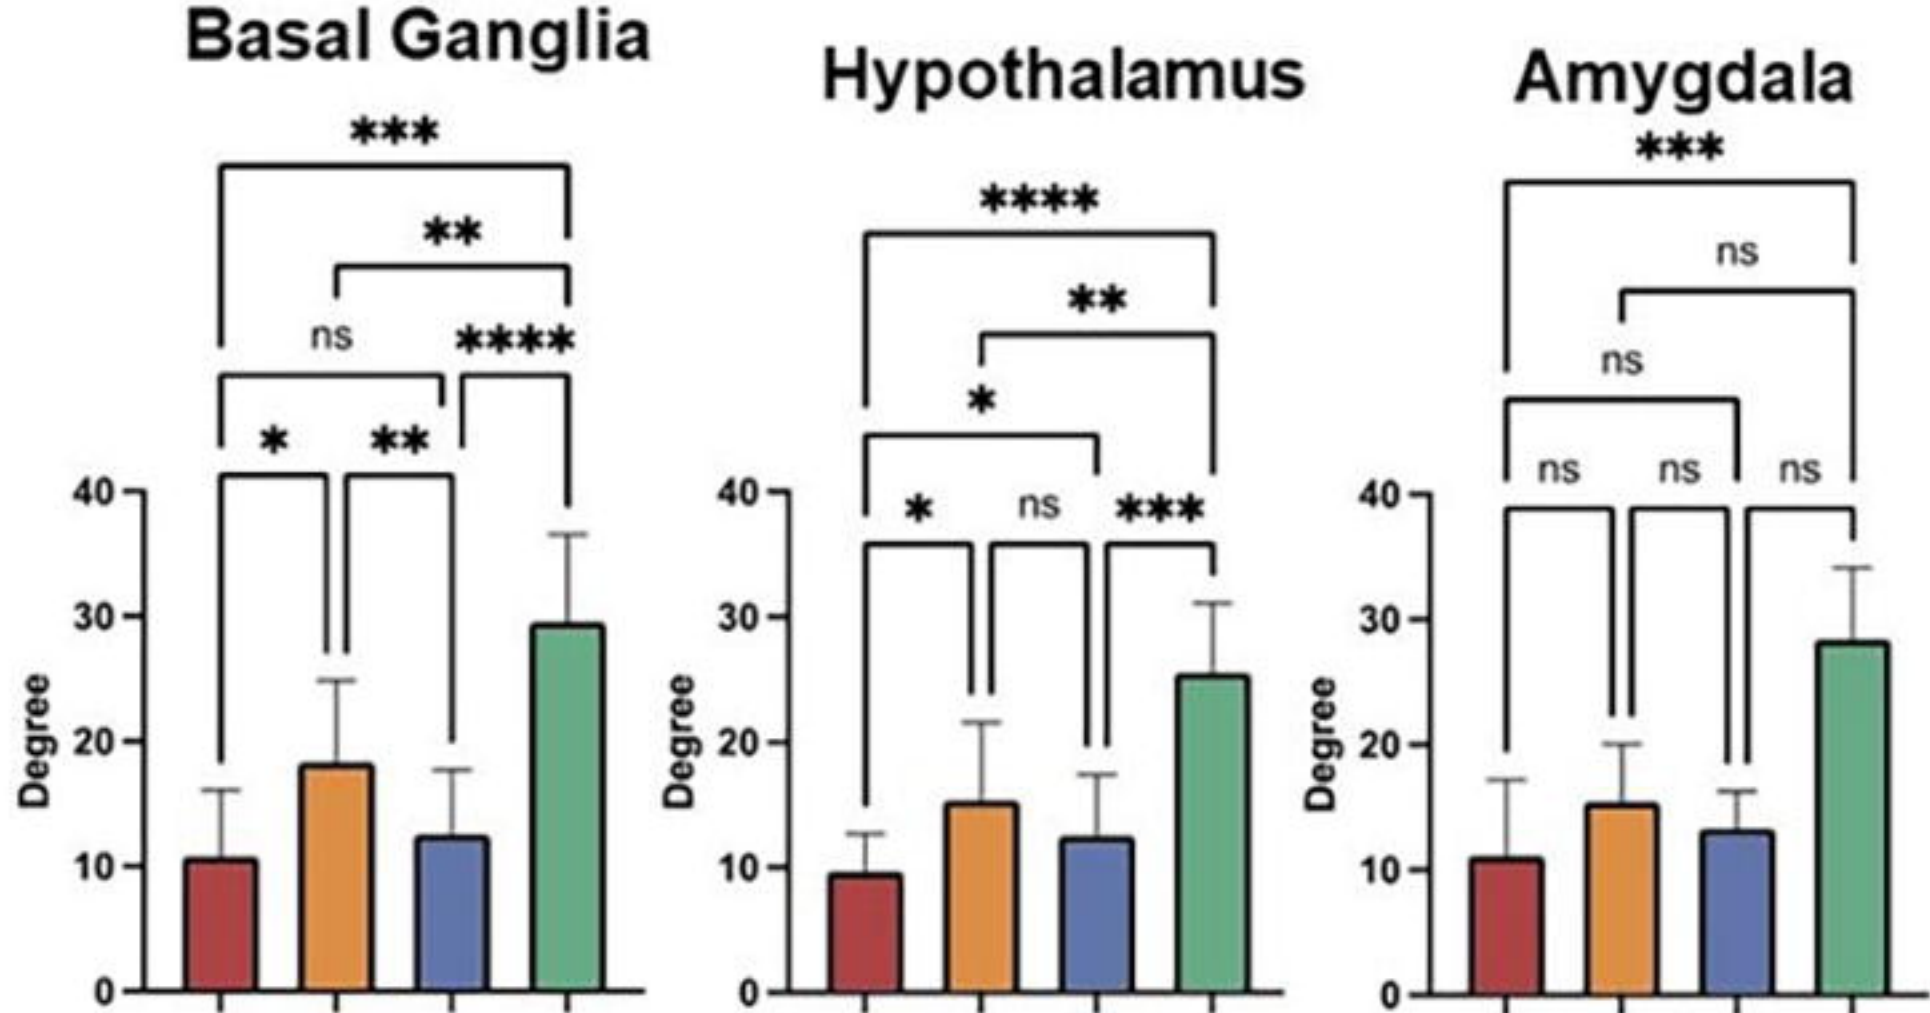 Basal Ganglia
***
**
ns ****
* **
40
30
20
10
0
Degree
Hypothalamus
****
**
*
* ns ***
40
30
20
10
0
Degree
Amygdala
***
ns
ns
ns ns ns
40
30
20
10
0
Degree